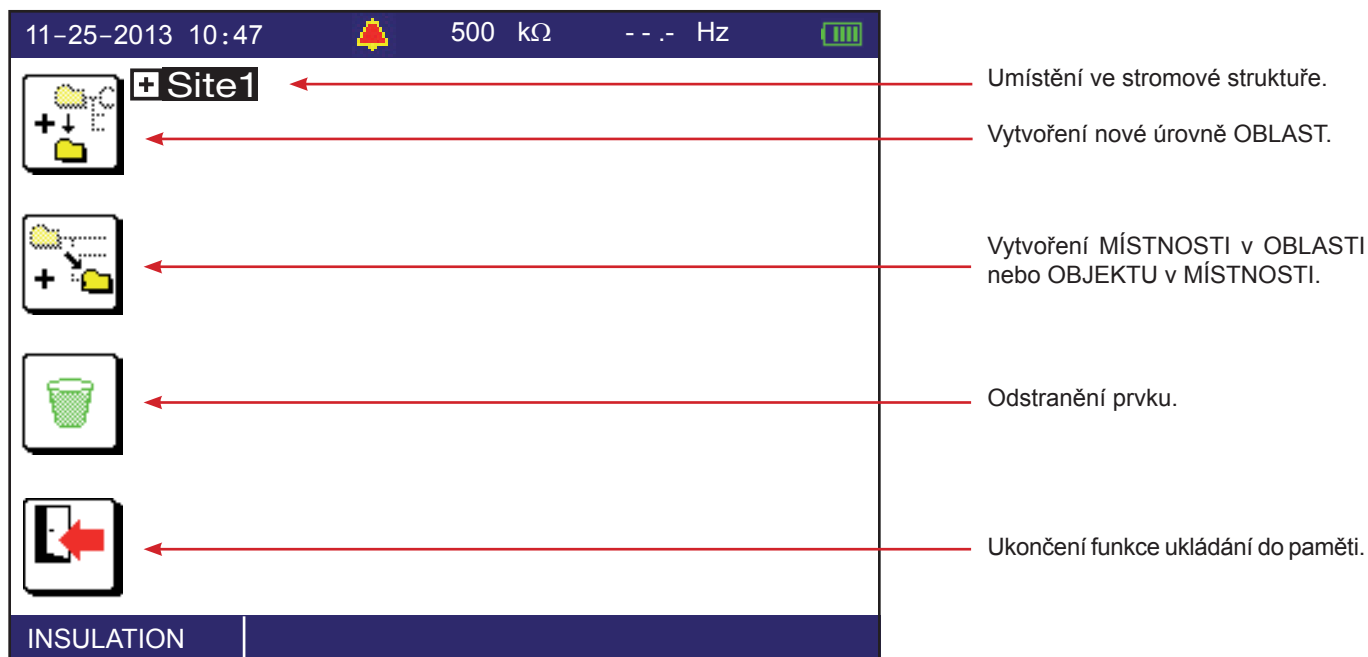 11-25-2013 10:47 500 kΩ - - .- Hz
Site1
Umístění ve stromové struktuře.
Vytvoření nové úrovně OBLAST.
Vytvoření MÍSTNOSTI v OBLASTI
nebo OBJEKTU v MÍSTNOSTI.
Odstranění prvku.
Ukončení funkce ukládání do paměti.
INSULATION